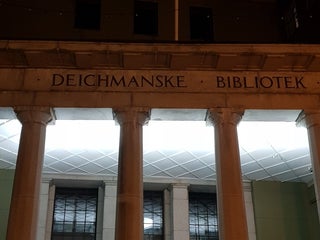 DEICHMANSKE · BIBLIOTEK ·